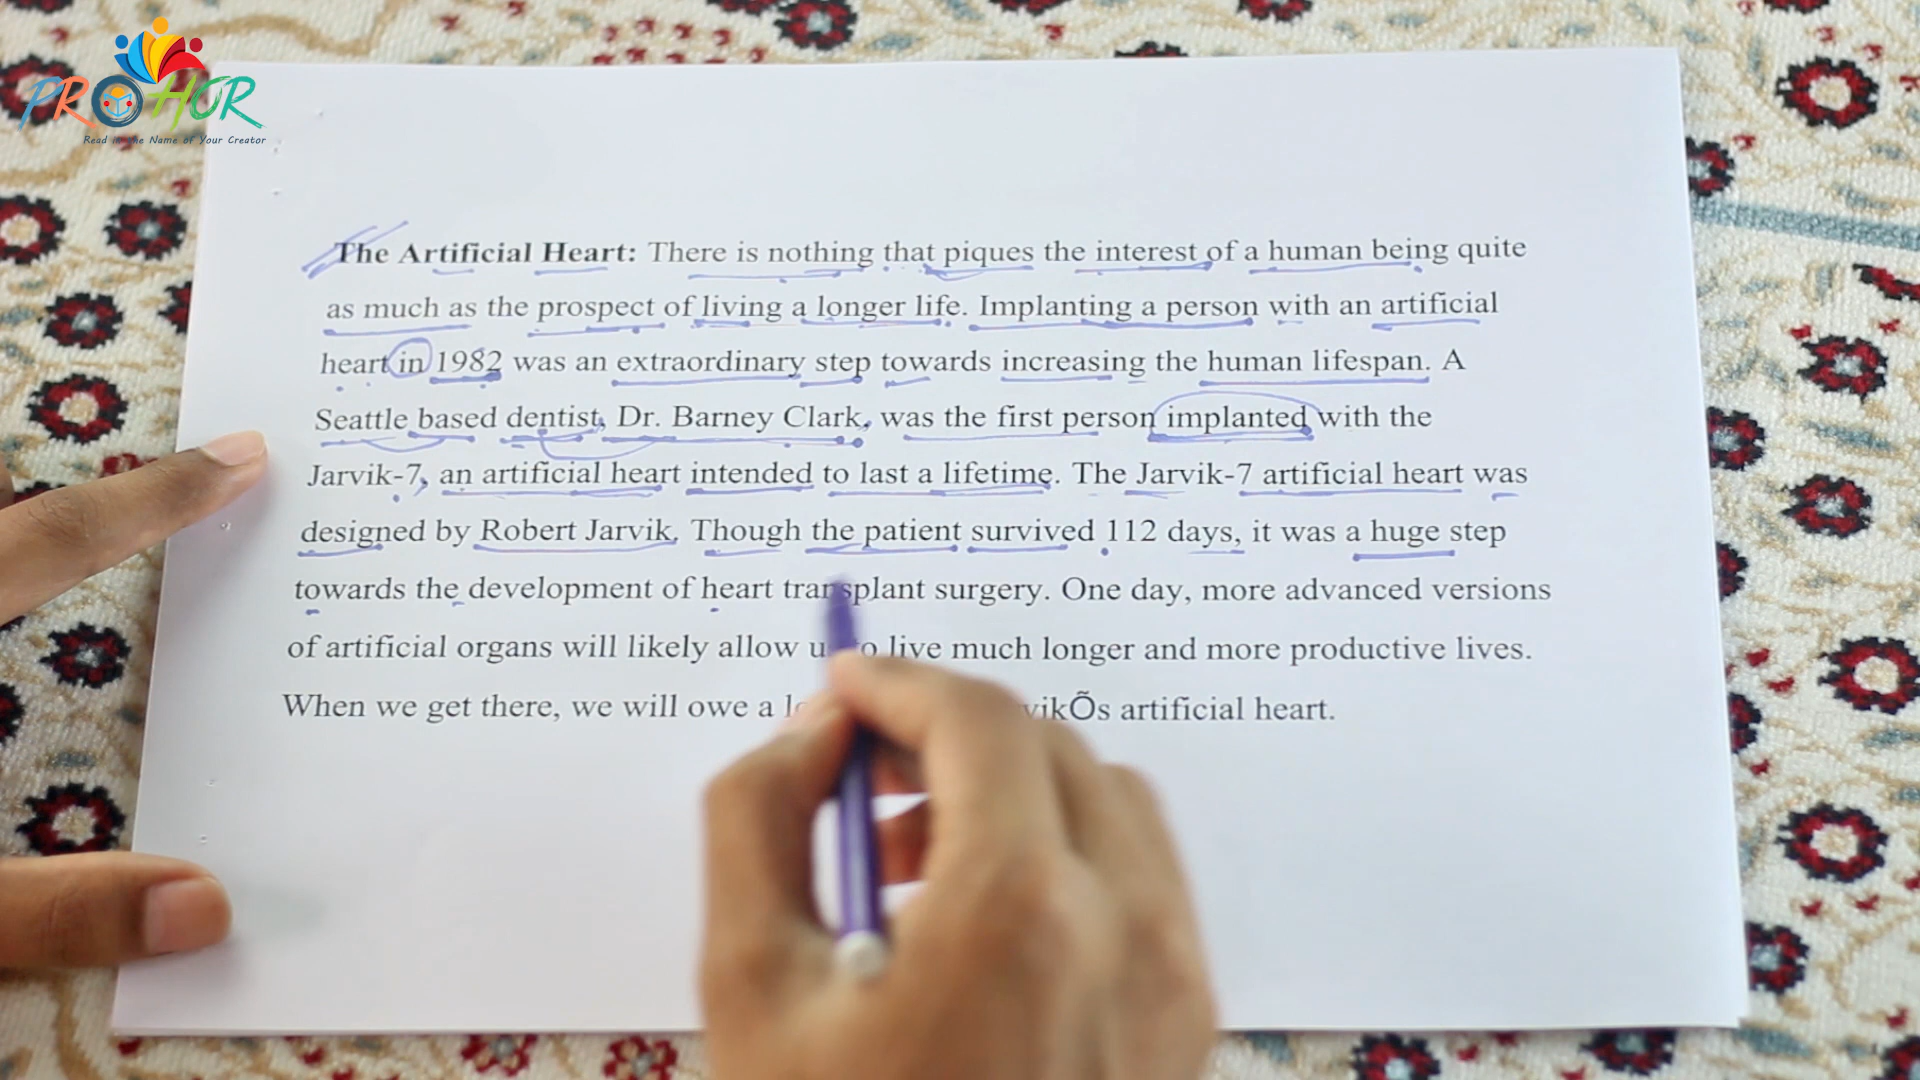 PROHOR
Read in the Name of Your Creator
The Artificial Heart: There is nothing that piques the interest of a human being quite
as much as the prospect of living a longer life. Implanting a person with an artificial
heart in 1982 was an extraordinary step towards increasing the human lifespan. A
Seattle based dentist, Dr. Barney Clark, was the first person implanted with the
Jarvik-7, an artificial heart intended to last a lifetime. The Jarvik-7 artificial heart was
designed by Robert Jarvik. Though the patient survived 112 days, it was a huge step
towards the development of heart transplant surgery. One day, more advanced versions
of artificial organs will likely allow to live much longer and more productive lives.
When we get there, we will owe a artificial heart.